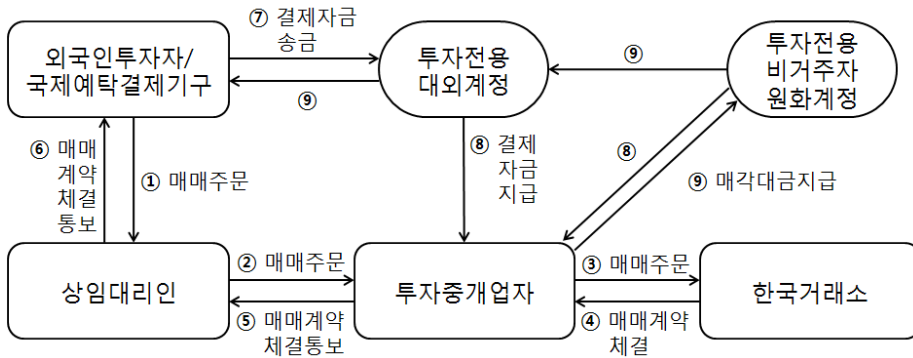 ⑦ 결제자금
송금
외국인투자자/
국제예탁결제기구
투자전용
대외계정
투자전용
비거주자
원화계정
⑨
⑨
⑥ 매매
계약
체결
통보
① 매매주문
⑧ 결제
자금
지급
⑧
⑨ 매각대금지급
② 매매주문
③ 매매주문
상임대리인
투자중개업자
한국거래소
⑤ 매매계약
체결통보
④ 매매계약
체결